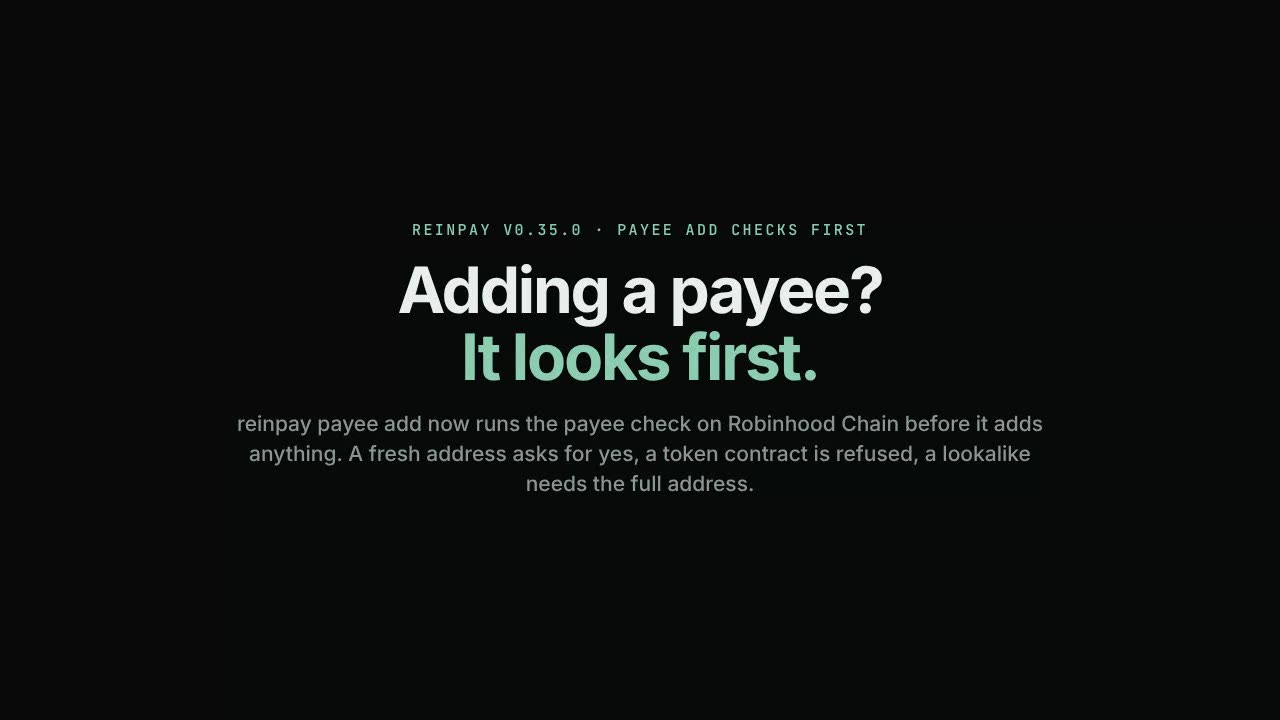 REINPAY V0.35.0 · PAYEE ADD CHECKS FIRST
Adding a payee?
It looks first.
reinpay payee add now runs the payee check on Robinhood Chain before it adds
anything. A fresh address asks for yes, a token contract is refused, a lookalike
needs the full address.